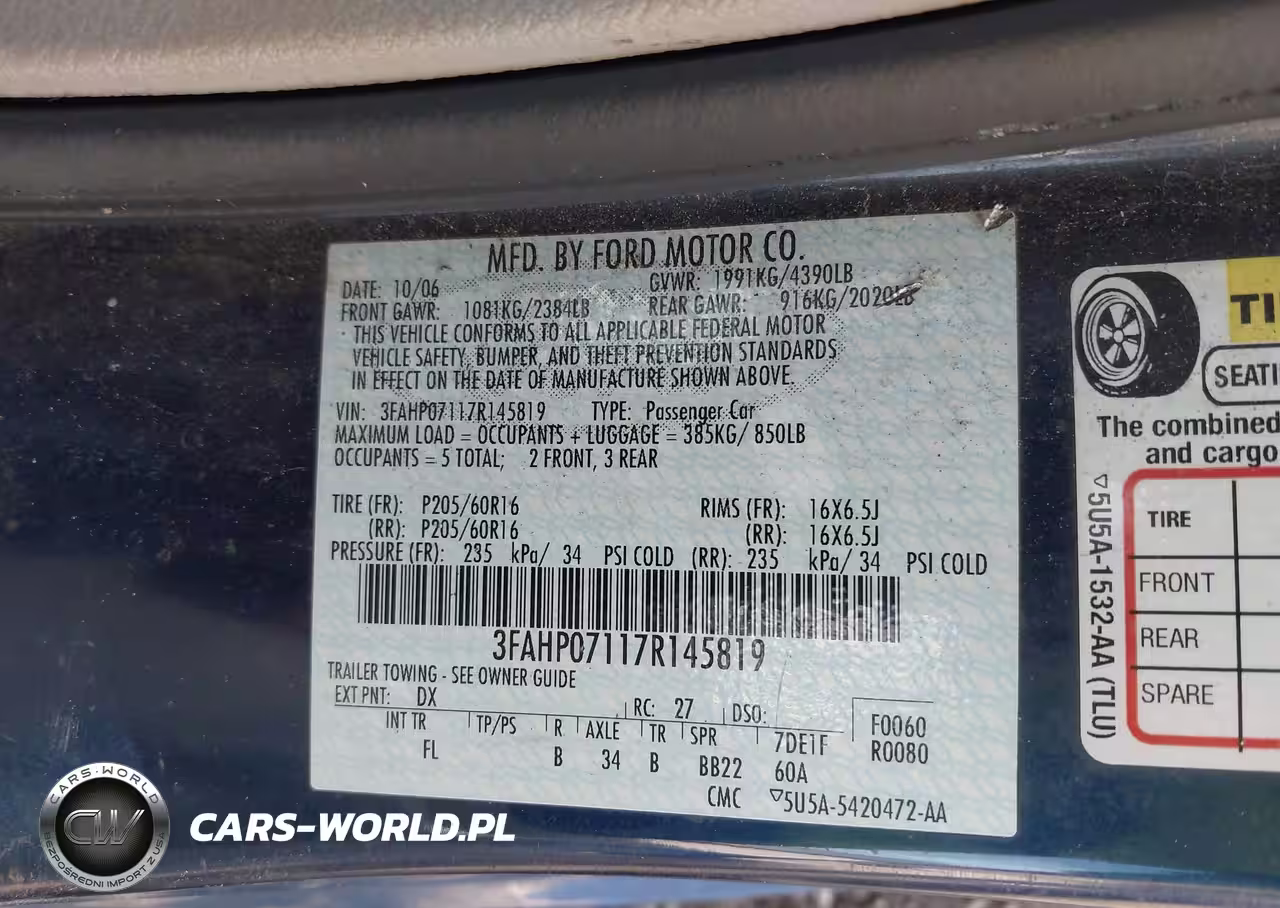 MFD. BY FORD MOTOR CO.
DATE: 10/06 GVWR: 1991KG/4390LB
FRONT GAWR: 1081KG/2384LB REAR GAWR: 916KG/2020LB
THIS VEHICLE CONFORMS TO ALL APPLICABLE FEDERAL MOTOR
VEHICLE SAFETY, BUMPER, AND THEFT PREVENTION STANDARDS
IN EFFECT ON THE DATE OF MANUFACTURE SHOWN ABOVE.
VIN: 3FAHP07117R145819 TYPE: Passenger Car
MAXIMUM LOAD = OCCUPANTS + LUGGAGE = 385KG/ 850LB
OCCUPANTS = 5 TOTAL; 2 FRONT, 3 REAR
TIRE (FR): P205/60R16 RIMS (FR): 16X6.5J
(RR): P205/60R16 (RR): 16X6.5J
PRESSURE (FR): 235 kPa/ 34 PSI COLD (RR): 235 kPa/ 34 PSI COLD
3FAHP07117R145819
TRAILER TOWING - SEE OWNER GUIDE
EXT PNT: DX RC: 27 DSO:
INT TR TP/PS R AXLE TR SPR 7DE1F F0060
FL B 34 B BB22 60A R0080
CMC ▽5U5A-5420472-AA
TI
SEATI
The combined
and cargo
TIRE
FRONT
REAR
SPARE
▽5U5A-1532-AA (TLU)
CARS-WORLD
CW
BEZPOŚREDNI IMPORT Z USA
CARS-WORLD.PL